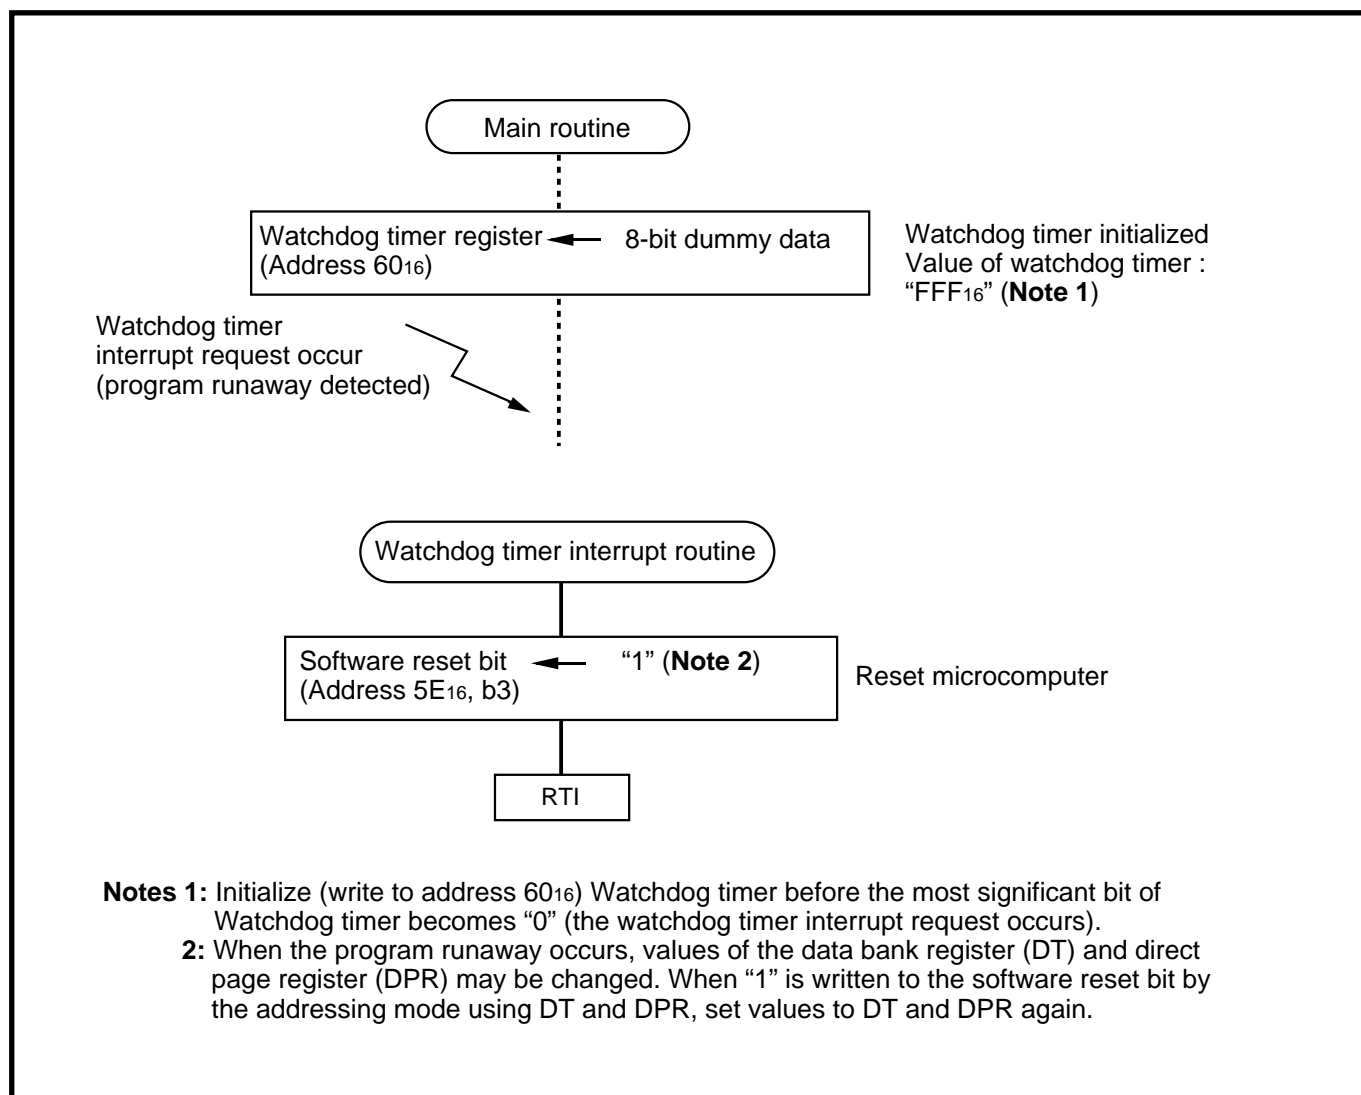 Main routine
Watchdog timer register ← 8-bit dummy data
(Address 6016)
Watchdog timer initialized
Value of watchdog timer :
“FFF16” (Note 1)
Watchdog timer
interrupt request occur
(program runaway detected)
Watchdog timer interrupt routine
Software reset bit ← “1” (Note 2)
(Address 5E16, b3)
Reset microcomputer
RTI
Notes 1: Initialize (write to address 6016) Watchdog timer before the most significant bit of
Watchdog timer becomes “0” (the watchdog timer interrupt request occurs).
2: When the program runaway occurs, values of the data bank register (DT) and direct
page register (DPR) may be changed. When “1” is written to the software reset bit by
the addressing mode using DT and DPR, set values to DT and DPR again.